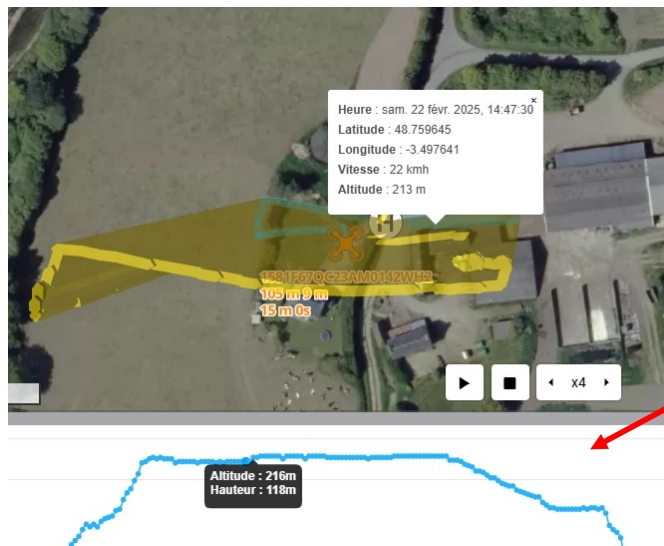 Heure : sam. 22 févr. 2025, 14:47:30
×
Latitude : 48.759645
Longitude : -3.497641
Vitesse : 22 kmh
Altitude : 213 m
H
1581F67QC23AM0142WH2
105 m 9 m
15 m 0s
x4
Altitude : 216m
Hauteur : 118m